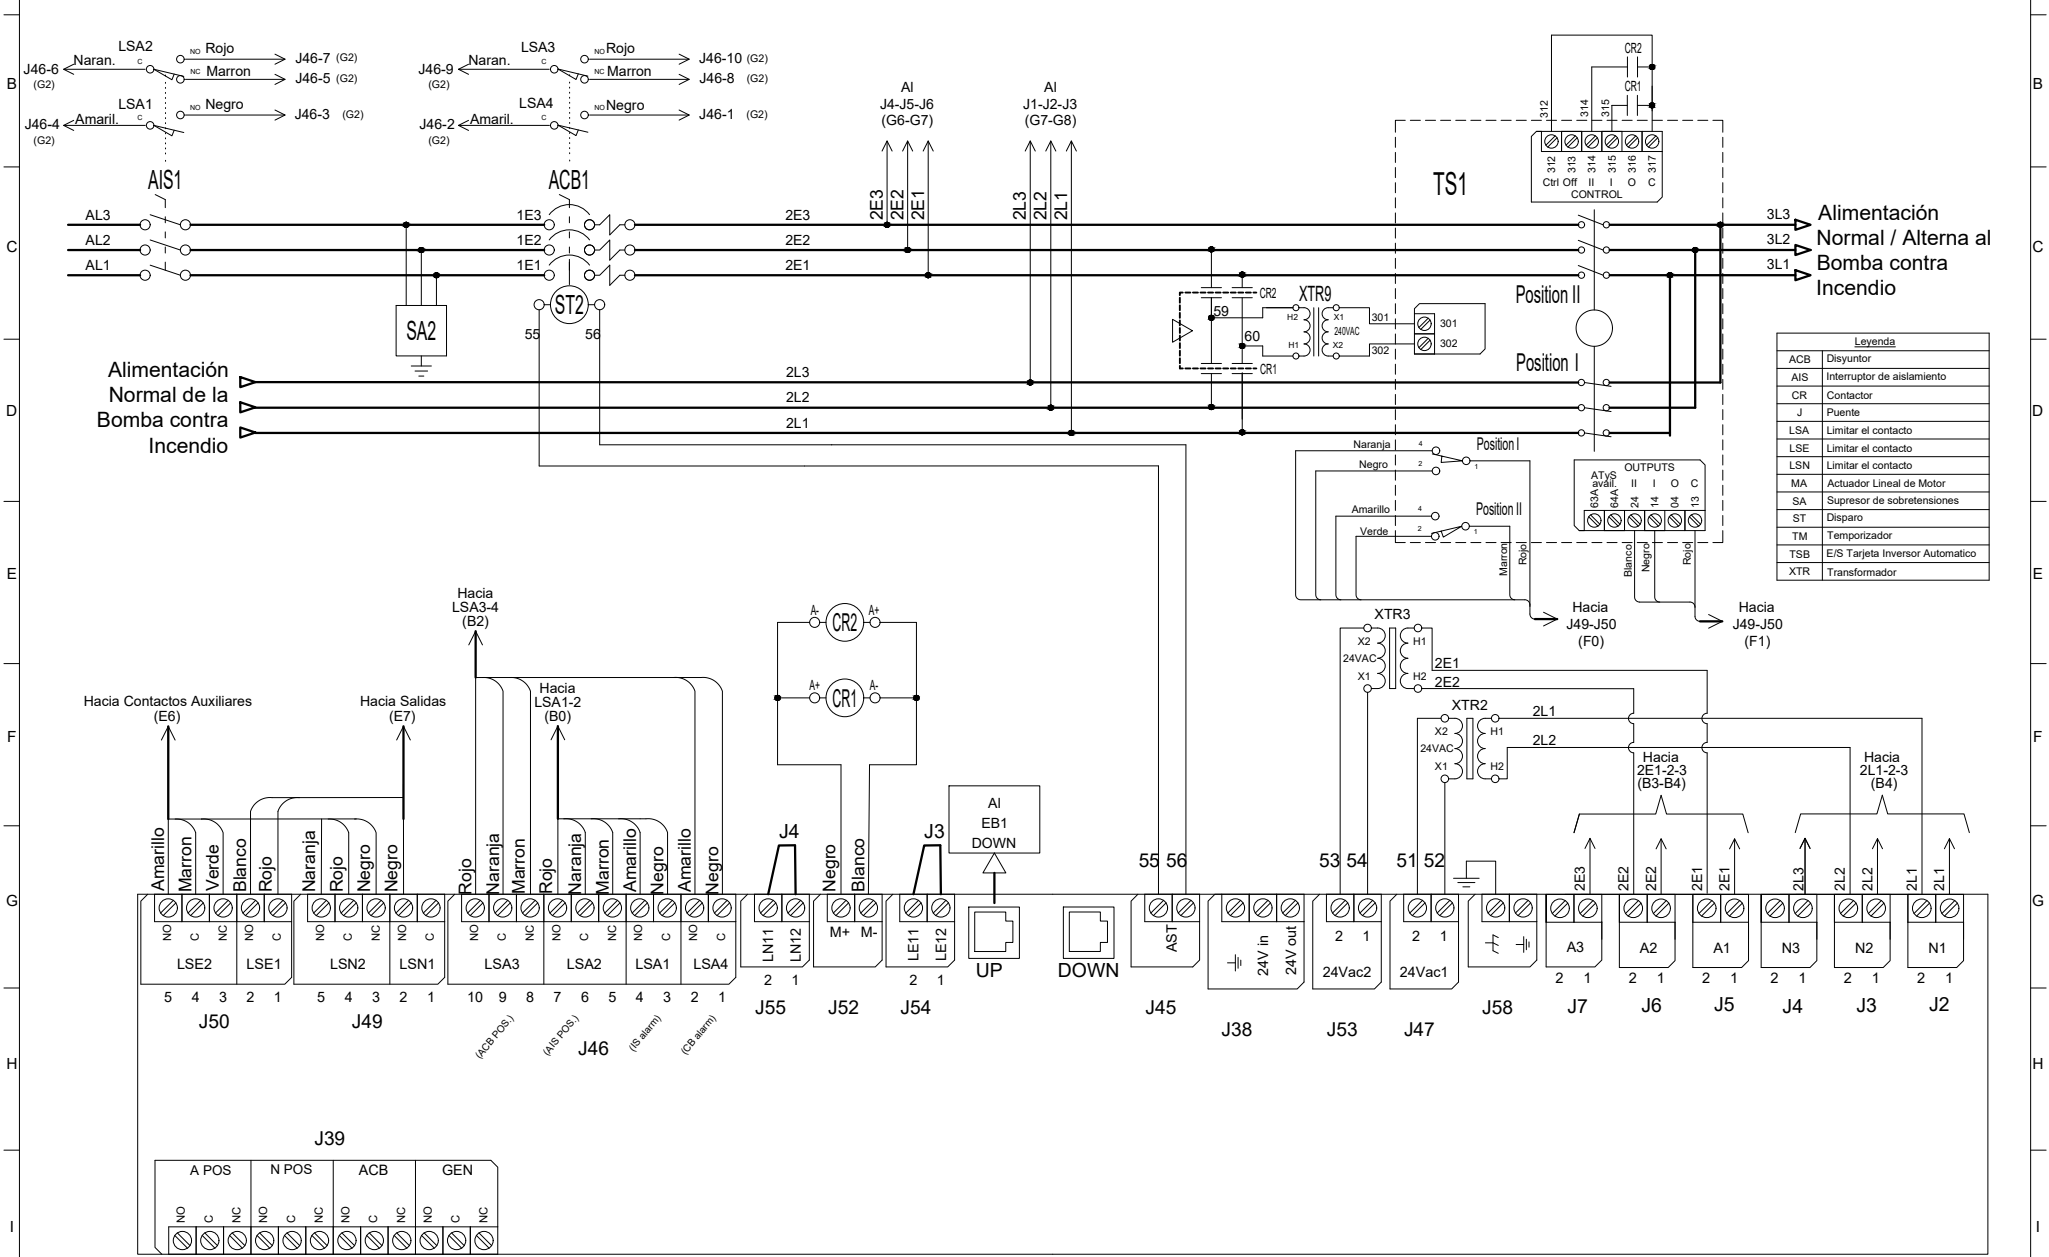 B
B
C
C
D
D
E
E
F
F
G
G
H
H
I
I
LSA2
NO Rojo
J46-7 (G2)
J46-6
(G2)
Naran.
C
NC Marron
J46-5 (G2)
LSA1
C
NO Negro
J46-3 (G2)
J46-4
(G2)
Amaril.
LSA3
C
NO Rojo
J46-10 (G2)
J46-9
(G2)
Naran.
NC Marron
J46-8 (G2)
LSA4
C
NO Negro
J46-1 (G2)
J46-2
(G2)
Amaril.
Al
J4-J5-J6
(G6-G7)
Al
J1-J2-J3
(G7-G8)
2E3
2E2
2E1
2L3
2L2
2L1
CR2
CR1
312
314
315
312
313
314
315
316
317
Ctrl
Off
II
I
O
C
CONTROL
TS1
AIS1
ACB1
AL3
AL2
AL1
1E3
1E2
1E1
2E3
2E2
2E1
3L3
3L2
3L1
Alimentación
Normal / Alterna al
Bomba contra
Incendio
ST2
55
56
SA2
59
60
CR2
CR1
XTR9
H2
H1
X1
240VAC
X2
301
302
301
302
Position II
Position I
Alimentación
Normal de la
Bomba contra
Incendio
2L3
2L2
2L1
Leyenda
ACB Disyuntor
AIS Interruptor de aislamiento
CR Contactor
J Puente
LSA Limitar el contacto
LSE Limitar el contacto
LSN Limitar el contacto
MA Actuador Lineal de Motor
SA Supresor de sobretensiones
ST Disparo
TM Temporizador
TSB E/S Tarjeta Inversor Automatico
XTR Transformador
Naranja
4
Position I
Negro
2
1
Amarillo
4
Position II
Verde
2
1
Marron
Rojo
OUTPUTS
ATyS
avail.
II
I
O
C
63A
64A
24
14
04
13
Blanco
Negro
Rojo
Hacia
J49-J50
(F0)
Hacia
J49-J50
(F1)
Hacia
LSA3-4
(B2)
A-
CR2
A+
A+
CR1
A-
XTR3
X2
24VAC
X1
H1
H2
2E1
2E2
XTR2
X2
24VAC
X1
H1
H2
2L1
2L2
Hacia Contactos Auxiliares
(E6)
Hacia Salidas
(E7)
Hacia
LSA1-2
(B0)
Hacia
2E1-2-3
(B3-B4)
Hacia
2L1-2-3
(B4)
Al
EB1
DOWN
J4
J3
Amarillo
Marron
Verde
Blanco
Rojo
Naranja
Rojo
Negro
Negro
Rojo
Naranja
Marron
Rojo
Naranja
Marron
Amarillo
Negro
Amarillo
Negro
Negro
Blanco
55 56
53 54
51 52
2E3
2E2
2E2
2E1
2E1
2L3
2L2
2L2
2L1
2L1
NO
C
NC
NO
C
LSE2
LSE1
5 4 3 2 1
J50
NO
C
NC
NO
C
LSN2
LSN1
5 4 3 2 1
J49
NO
C
NC
NO
C
NC
NO
C
NO
C
LSA3
LSA2
LSA1
LSA4
10 9 8 7 6 5 4 3 2 1
(ACB POS.)
(AIS POS.)
(IS alarm)
(CB alarm)
J46
LN11
LN12
2 1
J55
M+ M-
J52
LE11
LE12
2 1
J54
UP
DOWN
AST
J45
24V in
24V out
J38
2 1
24Vac2
J53
2 1
24Vac1
J47
J58
A3
2 1
J7
A2
2 1
J6
A1
2 1
J5
N3
2 1
J4
N2
2 1
J3
N1
2 1
J2
J39
A POS
N POS
ACB
GEN
NO
C
NC
NO
C
NC
NO
C
NC
NO
C
NC